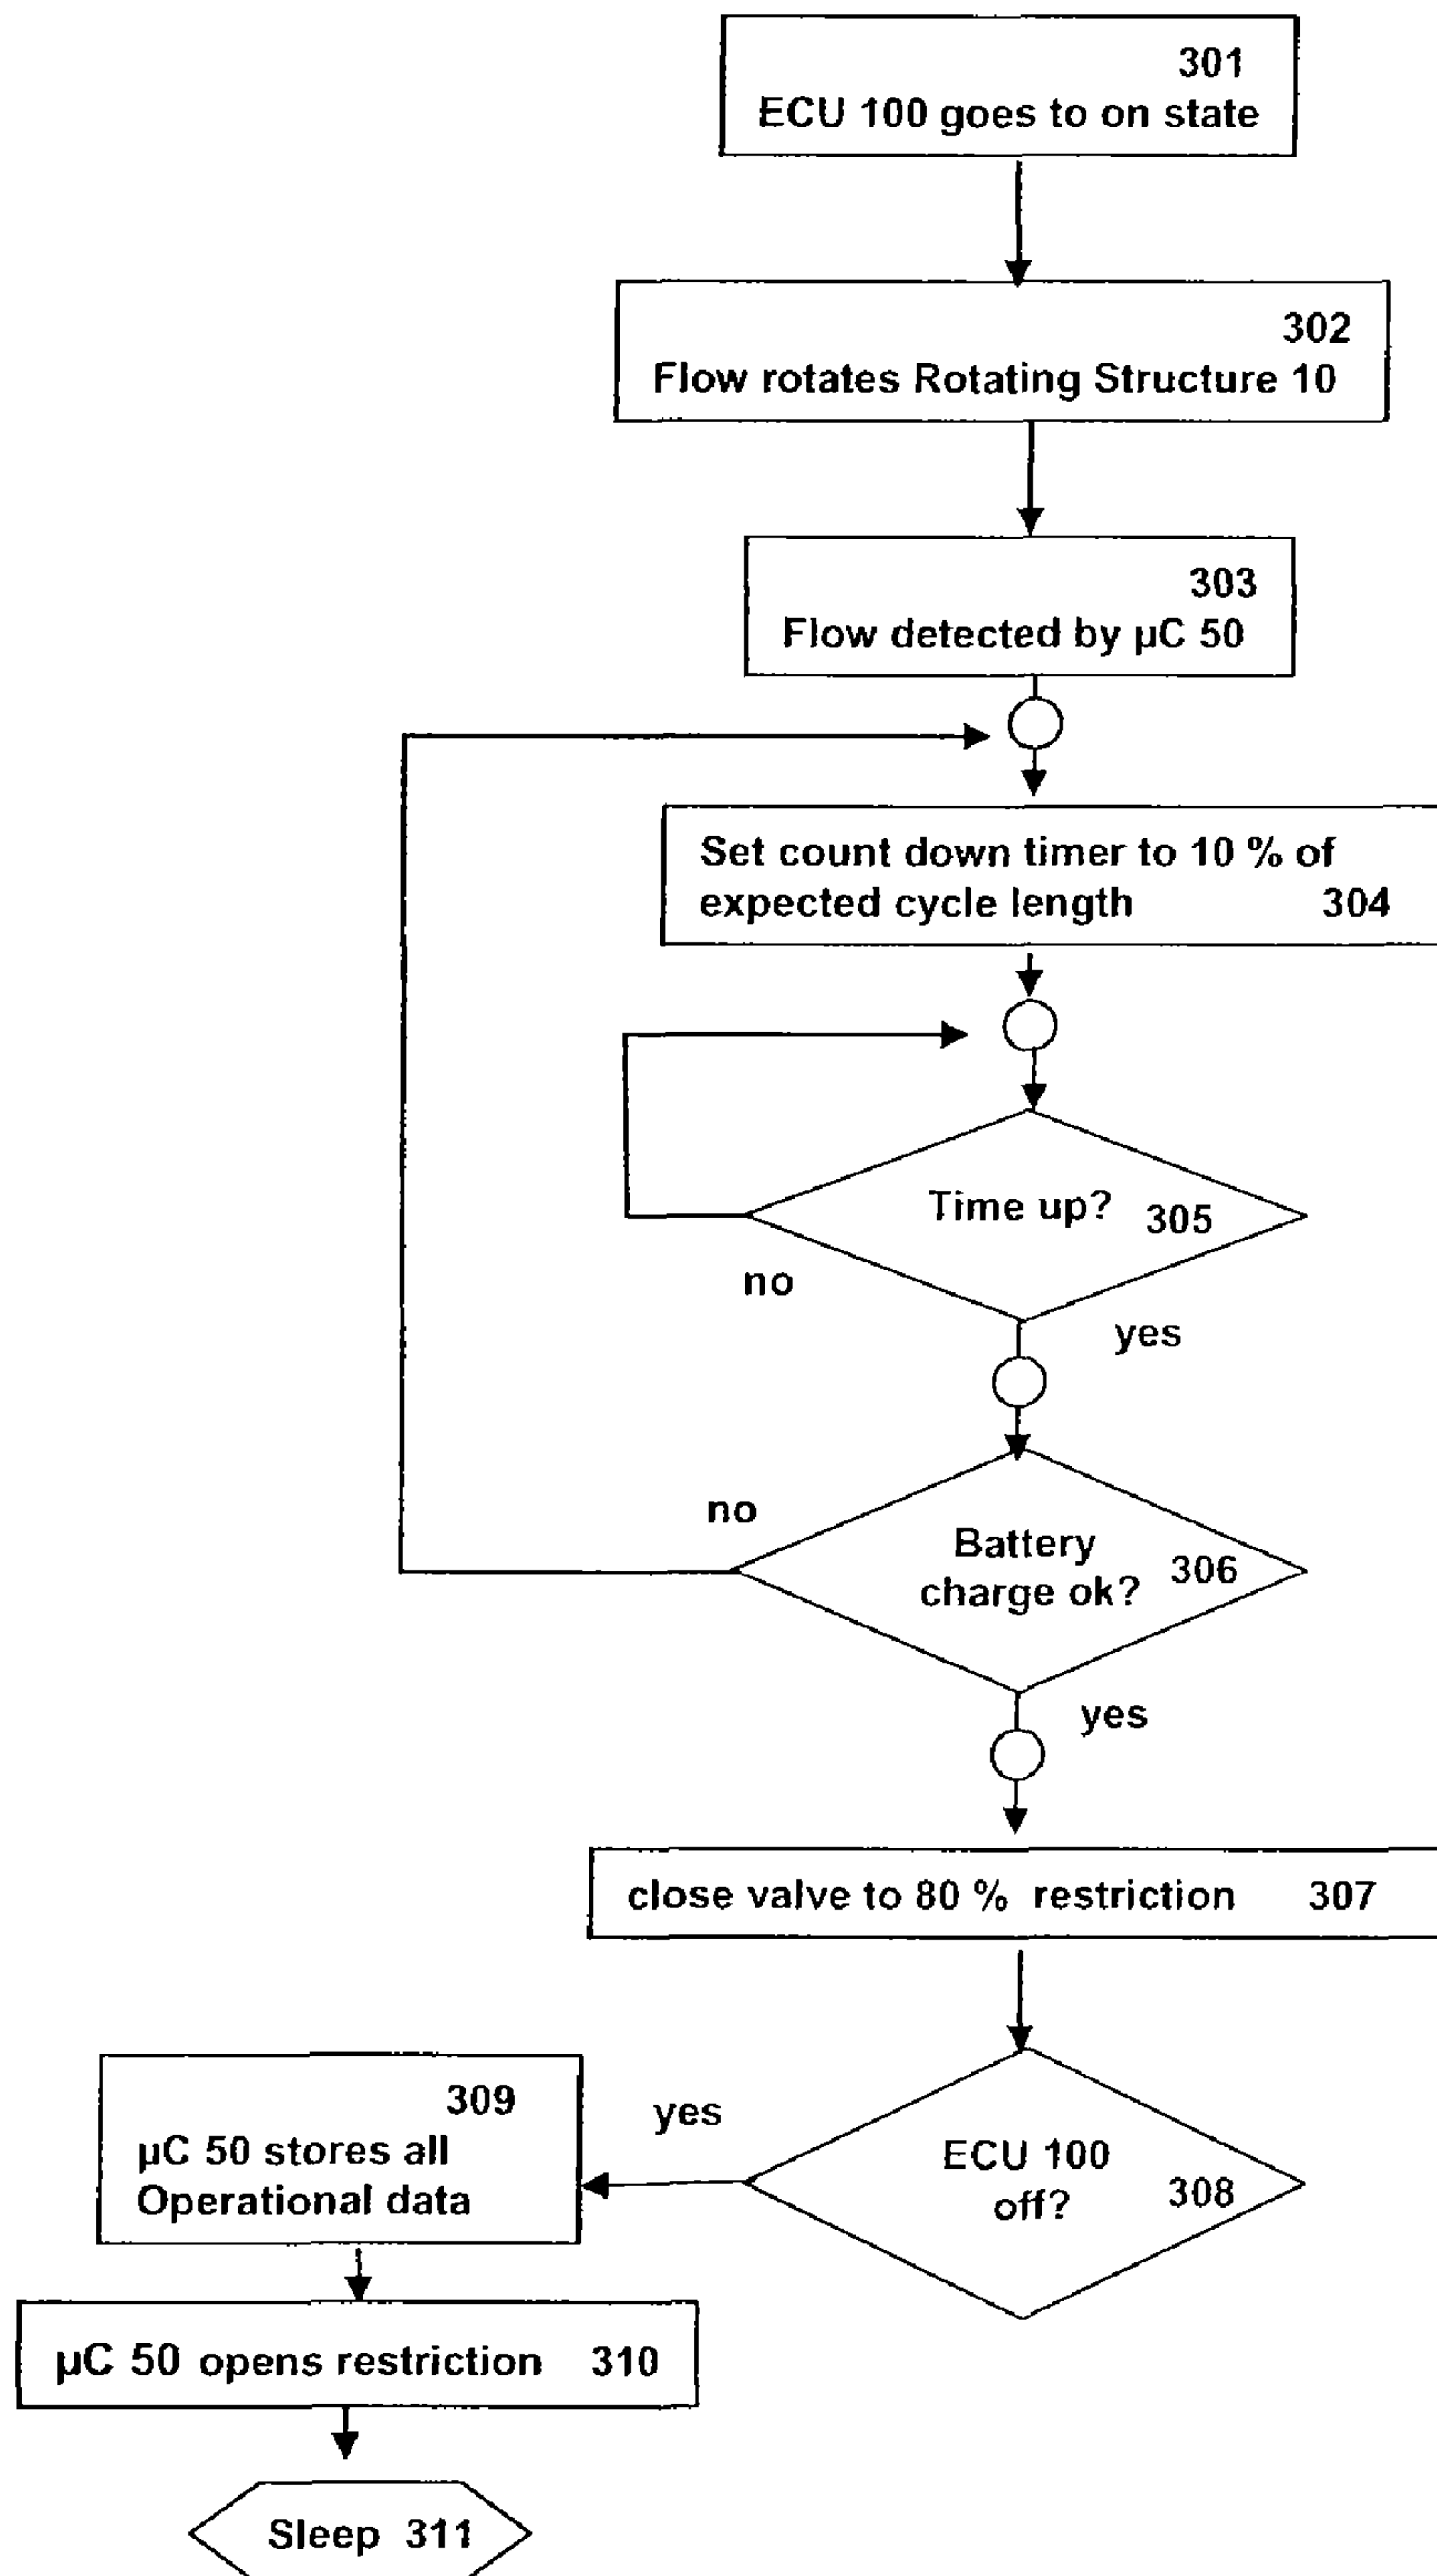 301
ECU 100 goes to on state
302
Flow rotates Rotating Structure 10
303
Flow detected by µC 50
Set count down timer to 10 % of
expected cycle length 304
Time up? 305
no
yes
no
Battery
charge ok? 306
yes
close valve to 80 % restriction 307
309
yes
µC 50 stores all
Operational data
ECU 100
off? 308
µC 50 opens restriction 310
Sleep 311